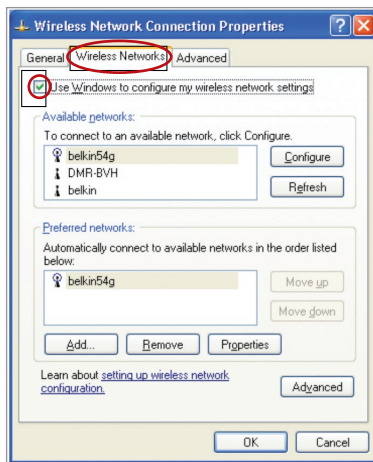 Wireless Network Connection Properties
General Wireless Networks Advanced
Use Windows to configure my wireless network settings
Available networks:
To connect to an available network, click Configure.
belkin54g
Configure
DMR-BVH
belkin
Refresh
Preferred networks:
Automatically connect to available networks in the order listed
below:
belkin54g
Move up
Move down
Add... Remove Properties
Learn about setting up wireless network
configuration.
Advanced
OK Cancel